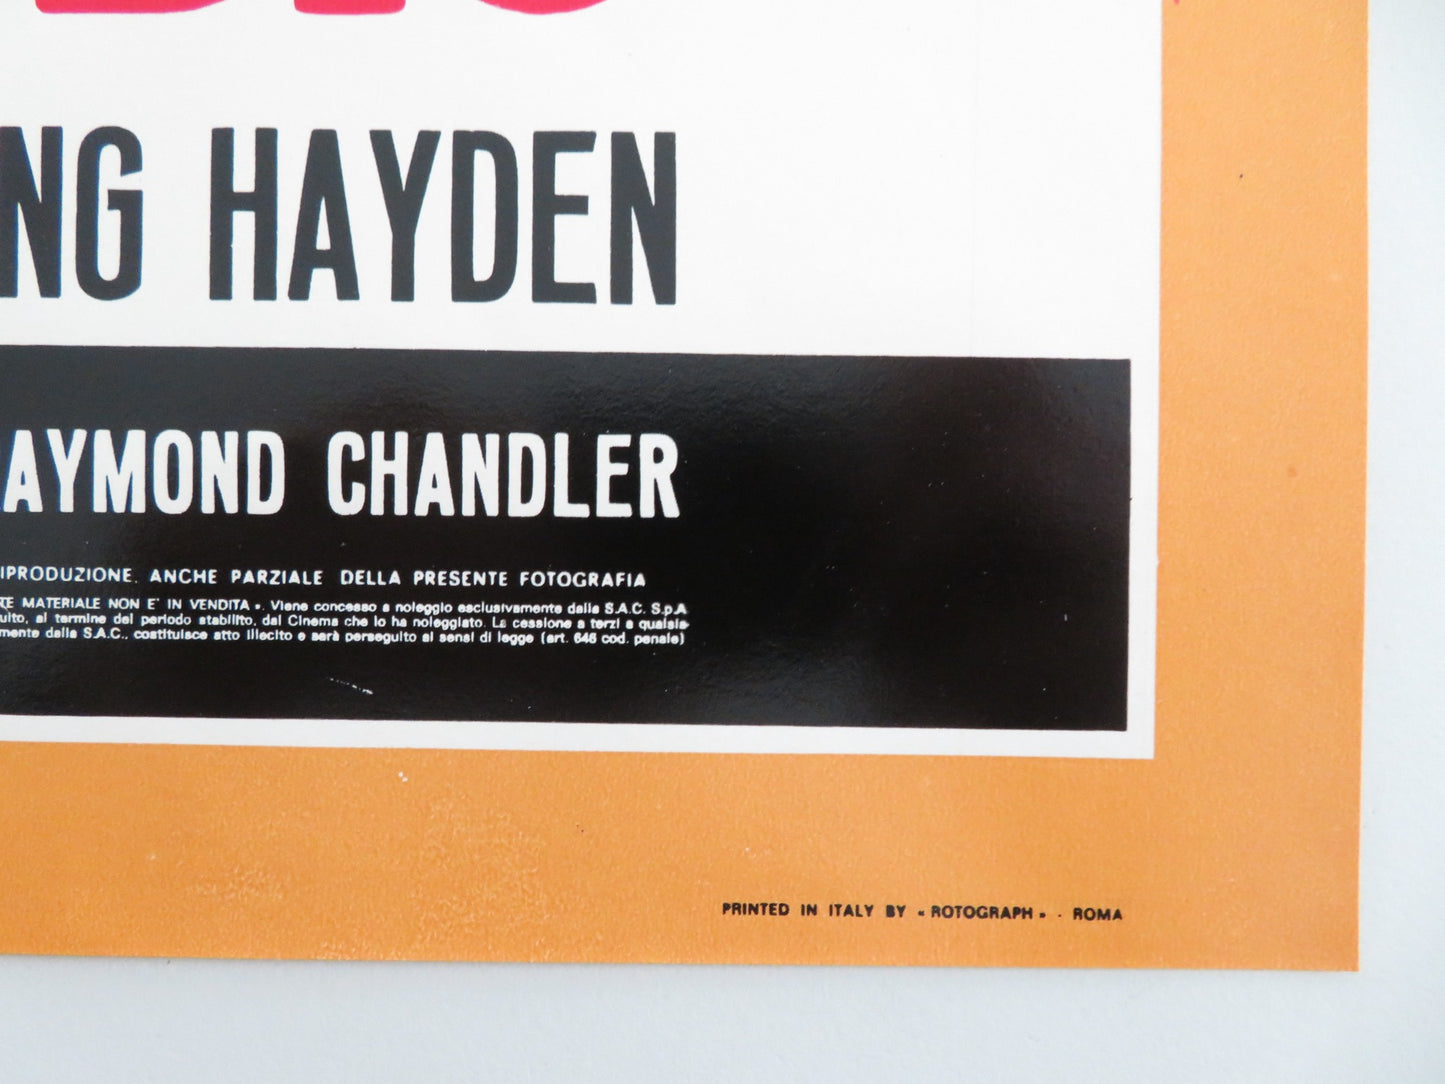 NG HAYDEN
AYMOND CHANDLER
IPRODUZIONE. ANCHE PARZIALE DELLA PRESENTE FOTOGRAFIA
TE MATERIALE NON E' IN VENDITA ». Viene concesso a noleggio esclusivamente dalla S.A.C. S.p.A
uito, al termine del periodo stabilito, dal Cinema che lo ha noleggiato. La cessione a terzi a qualsia-
mente dalla S.A.C., costituisce atto illecito e sarà perseguito ai sensi di legge (art. 646 cod. penale)
PRINTED IN ITALY BY « ROTOGRAPH » - ROMA